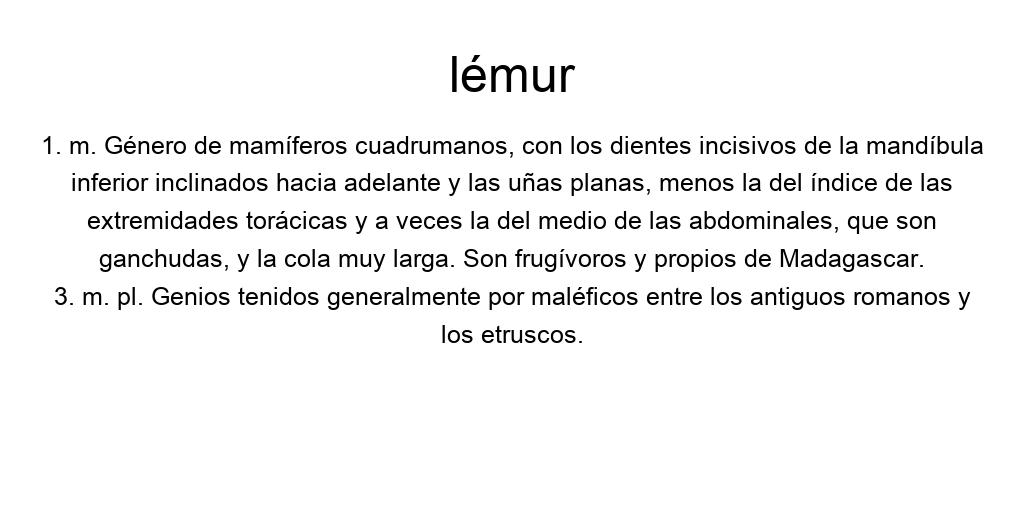 lémur
1. m. Género de mamíferos cuadrumanos, con los dientes incisivos de la mandíbula
inferior inclinados hacia adelante y las uñas planas, menos la del índice de las
extremidades torácicas y a veces la del medio de las abdominales, que son
ganchudas, y la cola muy larga. Son frugívoros y propios de Madagascar.
3. m. pl. Genios tenidos generalmente por maléficos entre los antiguos romanos y
los etruscos.